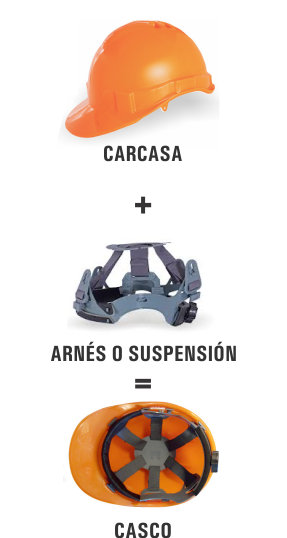 CARCASA
+
ARNÉS O SUSPENSIÓN
=
CASCO